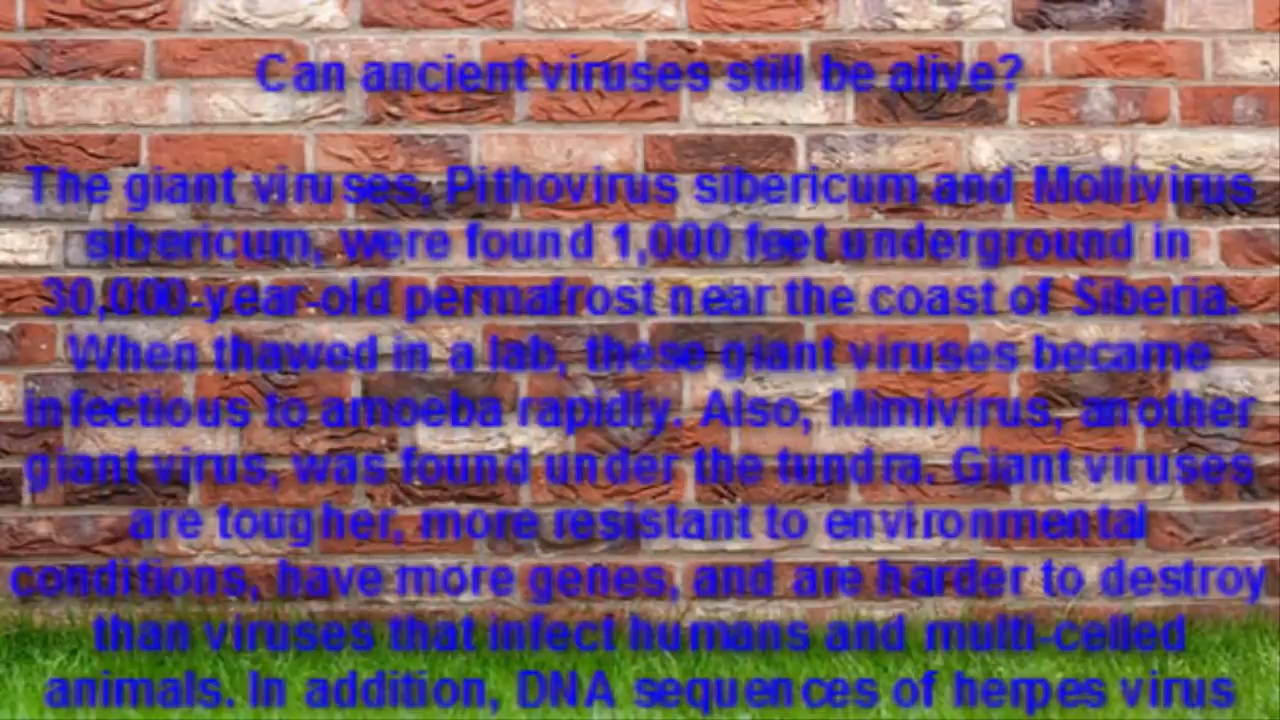 Can ancient viruses still be alive?
The giant viruses, Pithovirus sibericum and Mollivirus
sibericum, were found 1,000 feet underground in
30,000-year-old permafrost near the coast of Siberia.
When thawed in a lab, these giant viruses became
infectious to amoeba rapidly. Also, Mimivirus, another
giant virus, was found under the tundra. Giant viruses
are tougher, more resistant to environmental
conditions, have more genes, and are harder to destroy
than viruses that infect humans and multi-celled
animals. In addition, DNA sequences of herpes virus